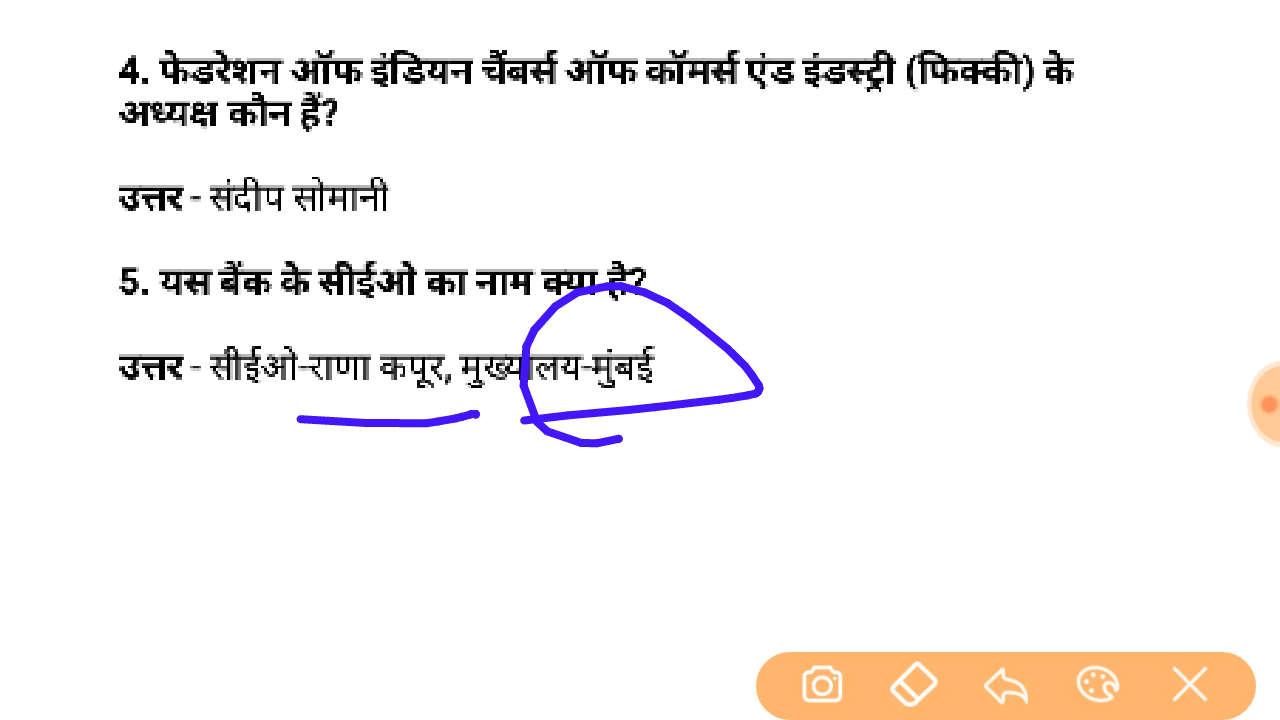 4. फेडरेशन ऑफ इंडियन चैंबर्स ऑफ कॉमर्स एंड इंडस्ट्री (फिक्की) के
अध्यक्ष कौन हैं?
उत्तर - संदीप सोमानी
5. यस बैंक के सीईओ का नाम क्या है?
उत्तर - सीईओ-राणा कपूर, मुख्यालय-मुंबई